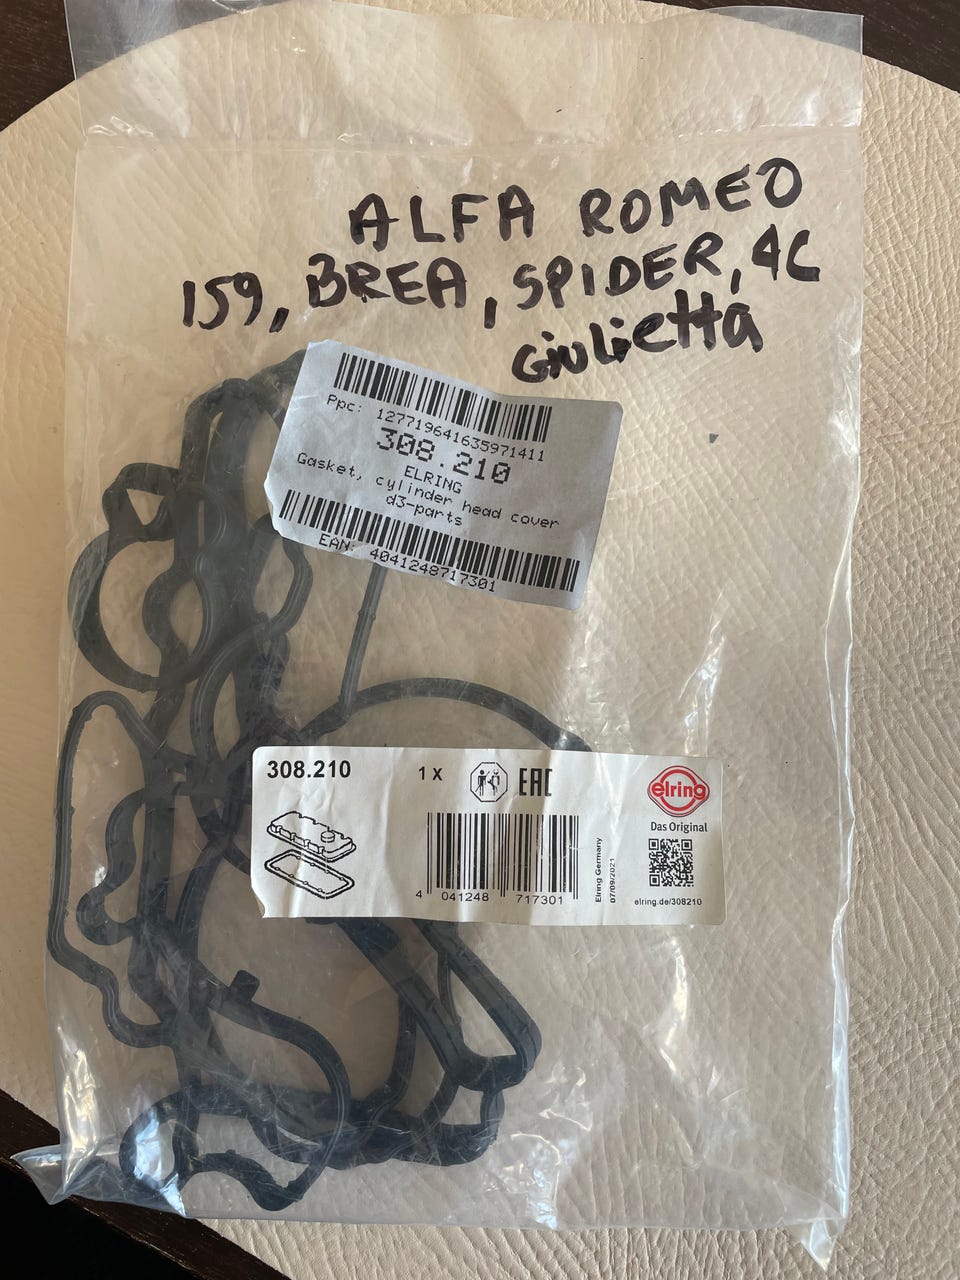 ALFA ROMEO
159, BREA, SPIDER, 4C
Giulietta
Ppc: 127719641635971411
308.210
ELRING
Gasket, cylinder head cover
d3-parts
EAN: 4041248717301
308.210
1 X
EAC
elring
Das Original
4 041248 717301
Elring Germany
07/09/2021
elring.de/308210